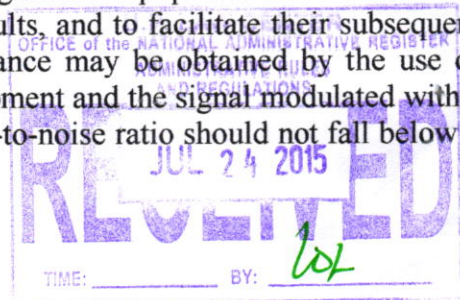 ults, and to facilitate their subsequen
OFFICE of the NATIONAL ADMINISTRATIVE REGISTER
ance may be obtained by the use
ADMINISTRATIVE RULES
AND REGULATIONS
ment and the signal modulated with
-to-noise ratio should not fall below
RECEIVED
JUL 24 2015
TIME: BY: